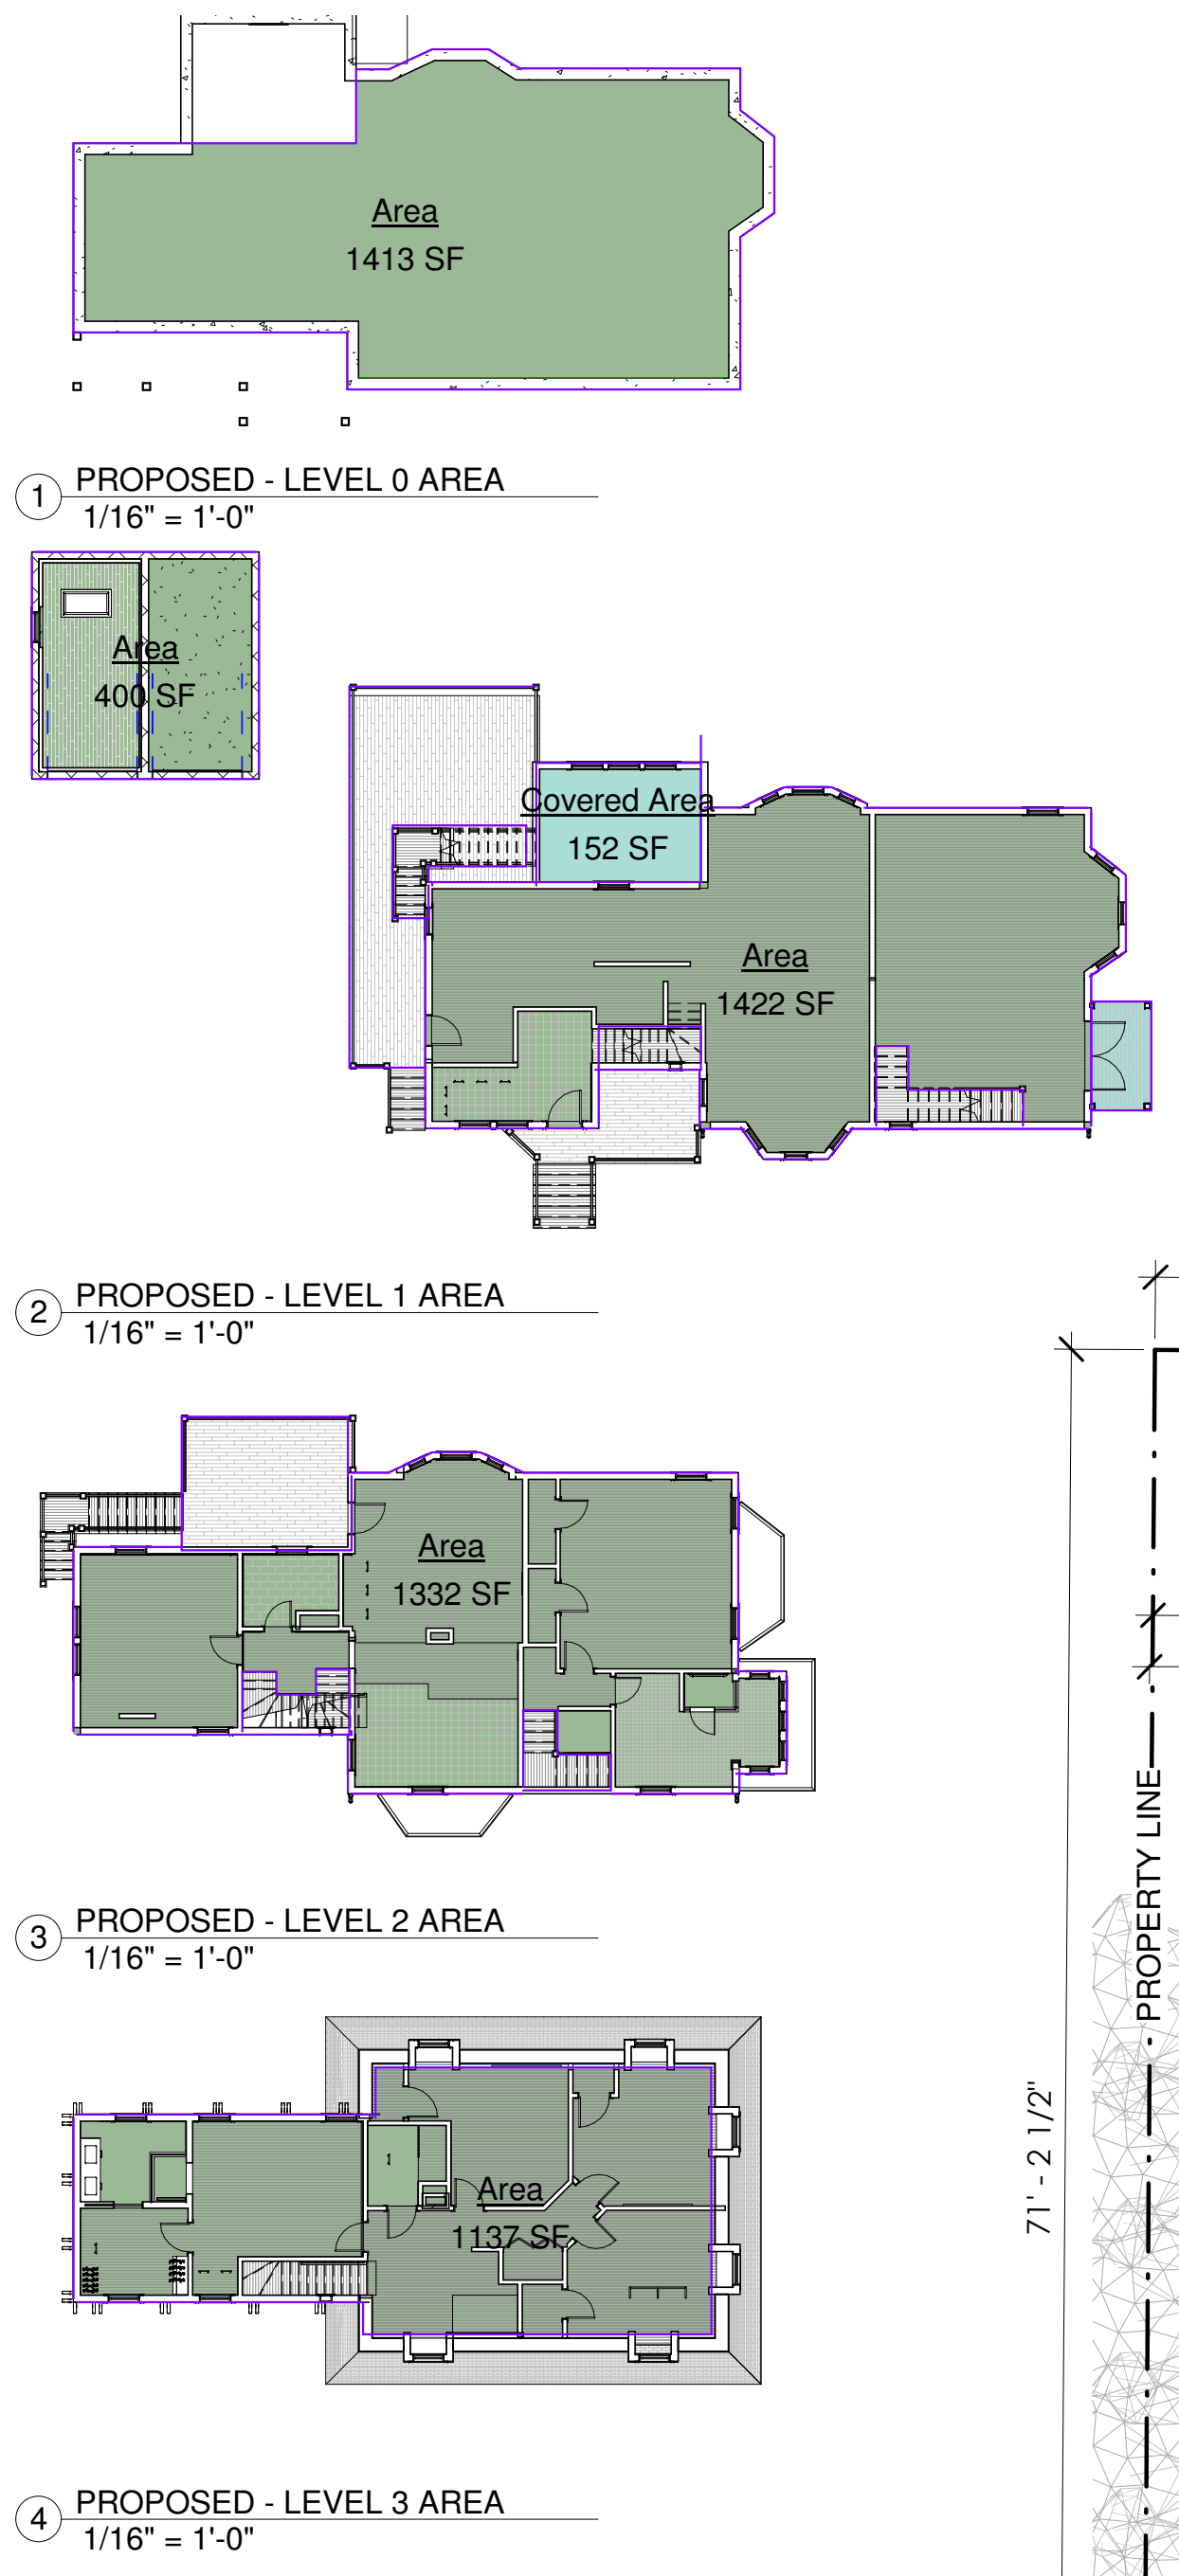 Area
1413 SF
1 PROPOSED - LEVEL 0 AREA
1/16" = 1'-0"
Area
400 SF
Covered Area
152 SF
Area
1422 SF
2 PROPOSED - LEVEL 1 AREA
1/16" = 1'-0"
Area
1332 SF
3 PROPOSED - LEVEL 2 AREA
1/16" = 1'-0"
PROPERTY LINE
71' - 2 1/2"
Area
1137 SF
4 PROPOSED - LEVEL 3 AREA
1/16" = 1'-0"